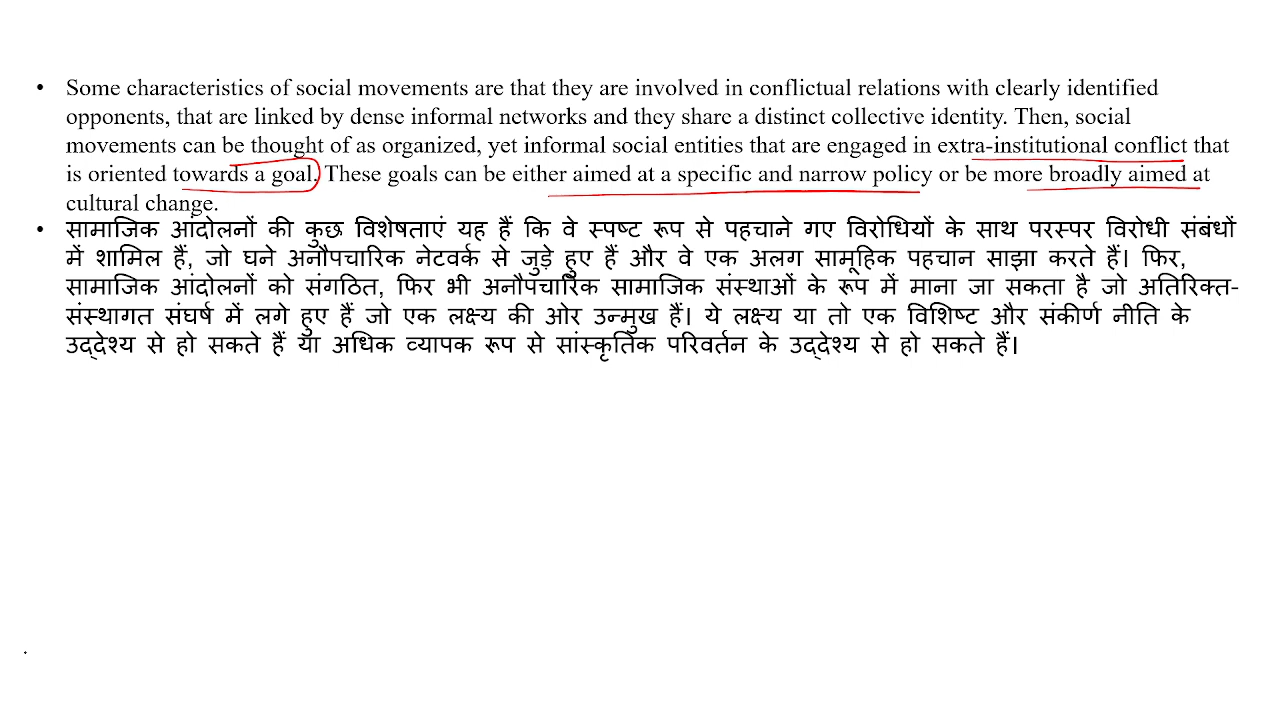 • Some characteristics of social movements are that they are involved in conflictual relations with clearly identified
opponents, that are linked by dense informal networks and they share a distinct collective identity. Then, social
movements can be thought of as organized, yet informal social entities that are engaged in extra-institutional conflict that
is oriented towards a goal. These goals can be either aimed at a specific and narrow policy or be more broadly aimed at
cultural change.
• सामाजिक आंदोलनों की कुछ विशेषताएं यह हैं कि वे स्पष्ट रूप से पहचाने गए विरोधियों के साथ परस्पर विरोधी संबंधों
में शामिल हैं, जो घने अनौपचारिक नेटवर्क से जुड़े हुए हैं और वे एक अलग सामूहिक पहचान साझा करते हैं। फिर,
सामाजिक आंदोलनों को संगठित, फिर भी अनौपचारिक सामाजिक संस्थाओं के रूप में माना जा सकता है जो अतिरिक्त-
संस्थागत संघर्ष में लगे हुए हैं जो एक लक्ष्य की ओर उन्मुख हैं। ये लक्ष्य या तो एक विशिष्ट और संकीर्ण नीति के
उद्देश्य से हो सकते हैं या अधिक व्यापक रूप से सांस्कृतिक परिवर्तन के उद्देश्य से हो सकते हैं।